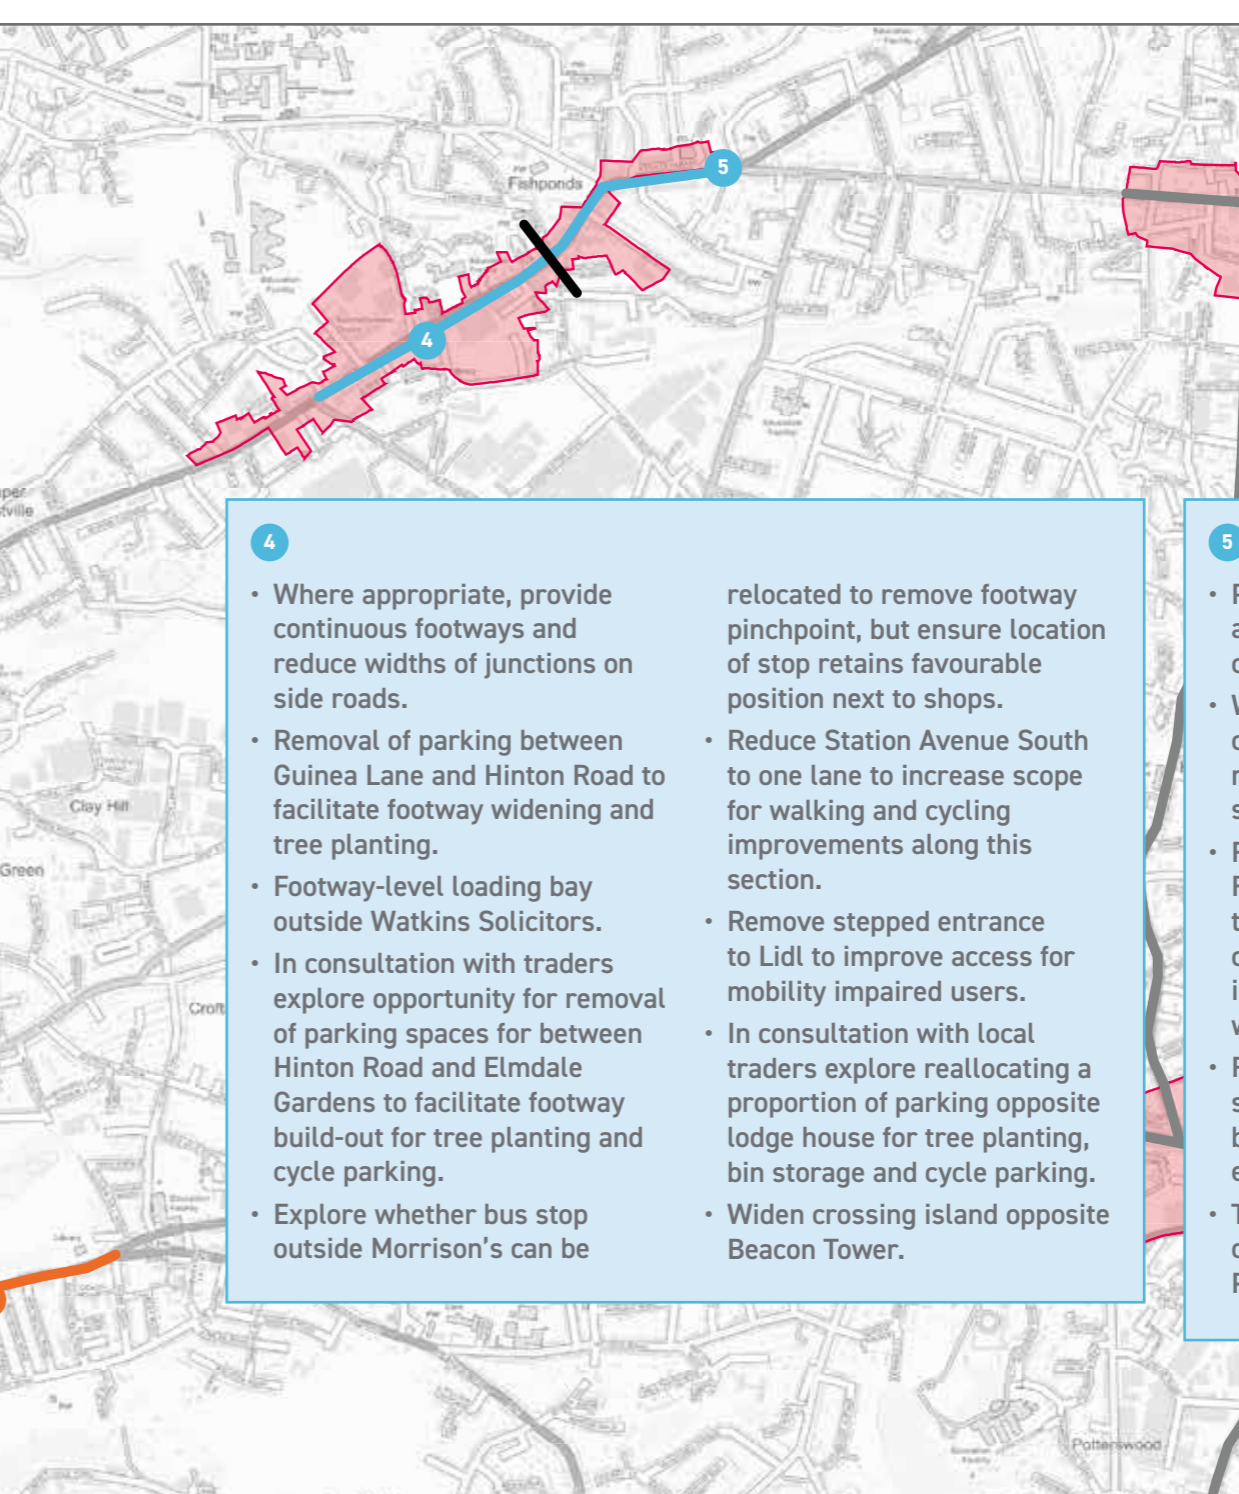 5
Fishponds
4
4
• Where appropriate, provide
continuous footways and
reduce widths of junctions on
side roads.
• Removal of parking between
Guinea Lane and Hinton Road to
facilitate footway widening and
tree planting.
• Footway-level loading bay
outside Watkins Solicitors.
• In consultation with traders
explore opportunity for removal
of parking spaces for between
Hinton Road and Elmdale
Gardens to facilitate footway
build-out for tree planting and
cycle parking.
• Explore whether bus stop
outside Morrison's can be
relocated to remove footway
pinchpoint, but ensure location
of stop retains favourable
position next to shops.
• Reduce Station Avenue South
to one lane to increase scope
for walking and cycling
improvements along this
section.
• Remove stepped entrance
to Lidl to improve access for
mobility impaired users.
• In consultation with local
traders explore reallocating a
proportion of parking opposite
lodge house for tree planting,
bin storage and cycle parking.
• Widen crossing island opposite
Beacon Tower.
5
Clay Hill
Green
Croft
Potterswood